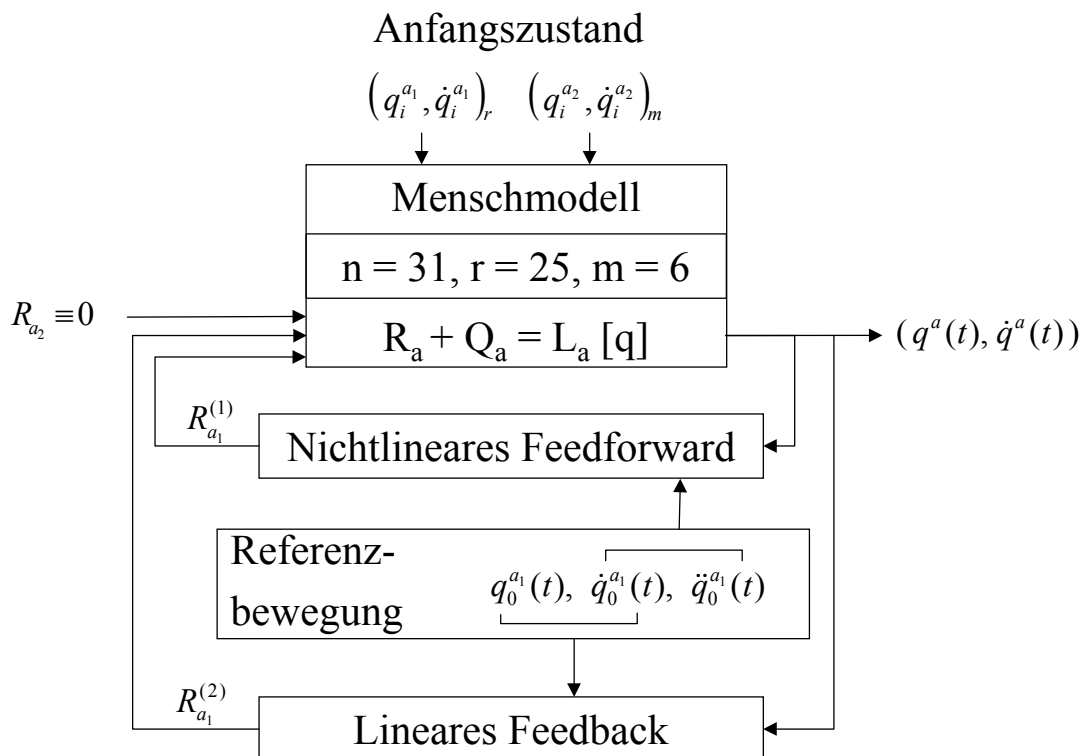 Anfangszustand
(q_i^{a_1}, q̇_i^{a_1})_r (q_i^{a_2}, q̇_i^{a_2})_m
Menschmodell
n = 31, r = 25, m = 6
R_{a_2} ≡ 0
R_a + Q_a = L_a [q]
(q^a(t), q̇^a(t))
R_{a_1}^{(1)}
Nichtlineares Feedforward
Referenz-
bewegung
q_0^{a_1}(t), q̇_0^{a_1}(t), q̈_0^{a_1}(t)
R_{a_1}^{(2)}
Lineares Feedback